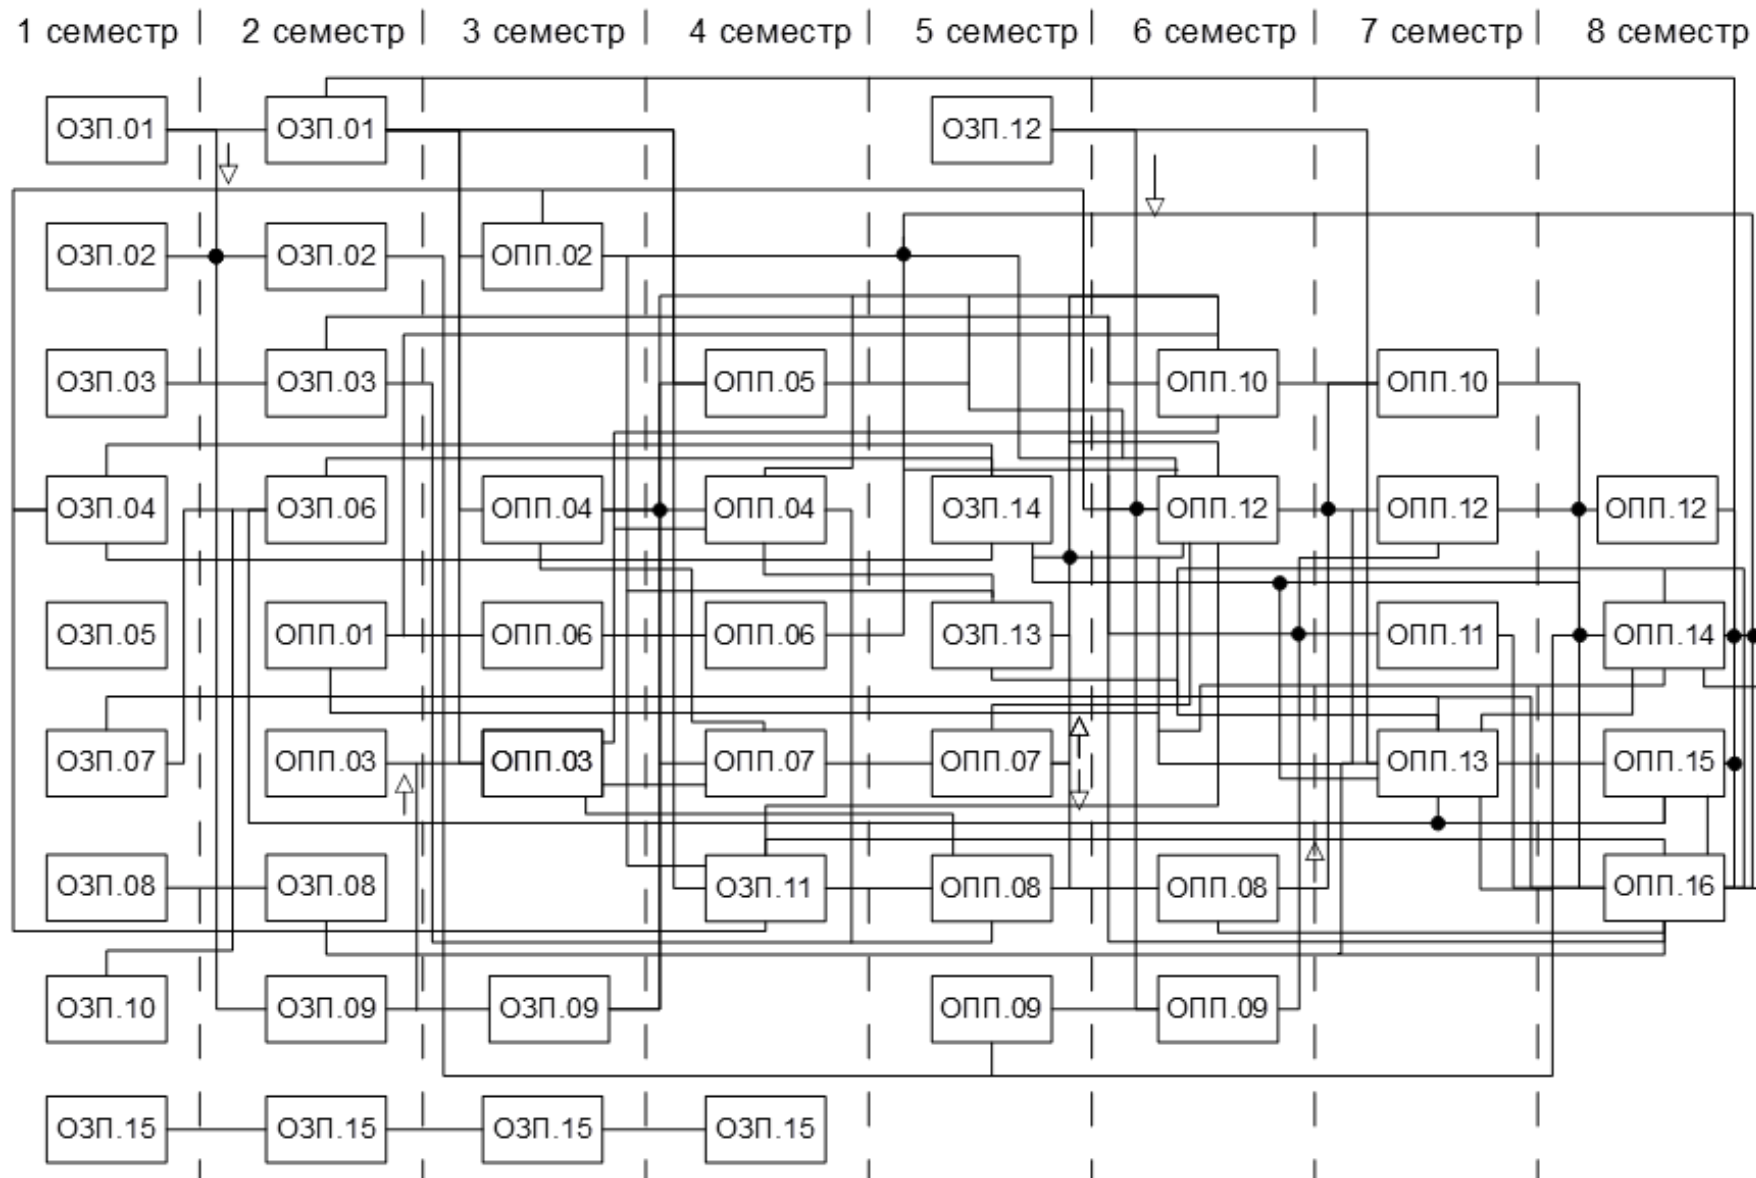 1 семестр 2 семестр 3 семестр 4 семестр 5 семестр 6 семестр 7 семестр 8 семестр
ОЗП.01 ОЗП.01 ОЗП.12
ОЗП.02 ОЗП.02 ОПП.02
ОЗП.03 ОЗП.03 ОПП.05 ОПП.10 ОПП.10
ОЗП.04 ОЗП.06 ОПП.04 ОПП.04 ОЗП.14 ОПП.12 ОПП.12 ОПП.12
ОЗП.05 ОПП.01 ОПП.06 ОПП.06 ОЗП.13 ОПП.11 ОПП.14
ОЗП.07 ОПП.03 ОПП.03 ОПП.07 ОПП.07 ОПП.13 ОПП.15
ОЗП.08 ОЗП.08 ОЗП.11 ОПП.08 ОПП.08 ОПП.16
ОЗП.10 ОЗП.09 ОЗП.09 ОПП.09 ОПП.09
ОЗП.15 ОЗП.15 ОЗП.15 ОЗП.15